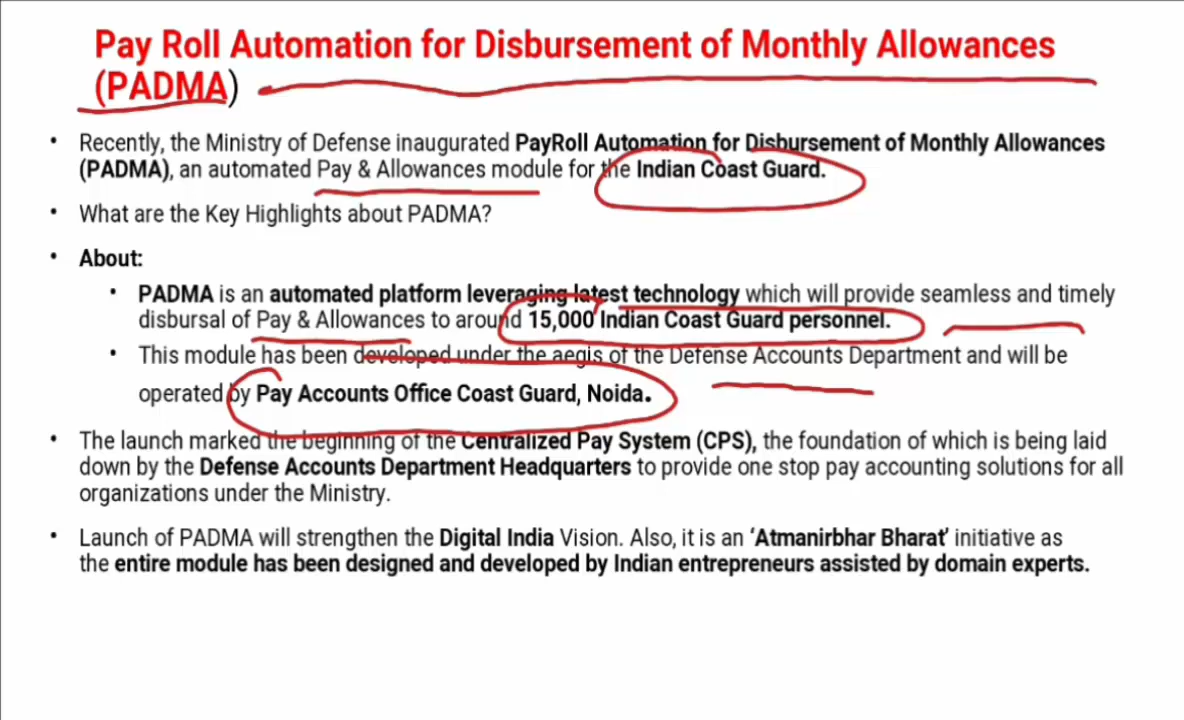 Pay Roll Automation for Disbursement of Monthly Allowances
(PADMA)
• Recently, the Ministry of Defense inaugurated PayRoll Automation for Disbursement of Monthly Allowances
(PADMA), an automated Pay & Allowances module for the Indian Coast Guard.
• What are the Key Highlights about PADMA?
• About:
• PADMA is an automated platform leveraging latest technology which will provide seamless and timely
disbursal of Pay & Allowances to around 15,000 Indian Coast Guard personnel.
• This module has been developed under the aegis of the Defense Accounts Department and will be
operated by Pay Accounts Office Coast Guard, Noida.
• The launch marked the beginning of the Centralized Pay System (CPS), the foundation of which is being laid
down by the Defense Accounts Department Headquarters to provide one stop pay accounting solutions for all
organizations under the Ministry.
• Launch of PADMA will strengthen the Digital India Vision. Also, it is an ‘Atmanirbhar Bharat’ initiative as
the entire module has been designed and developed by Indian entrepreneurs assisted by domain experts.